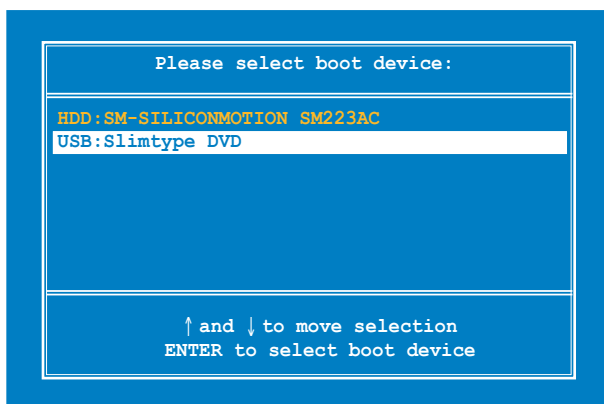 Please select boot device:
HDD:SM-SILICONMOTION SM223AC
USB:Slimtype DVD
↑ and ↓ to move selection
ENTER to select boot device